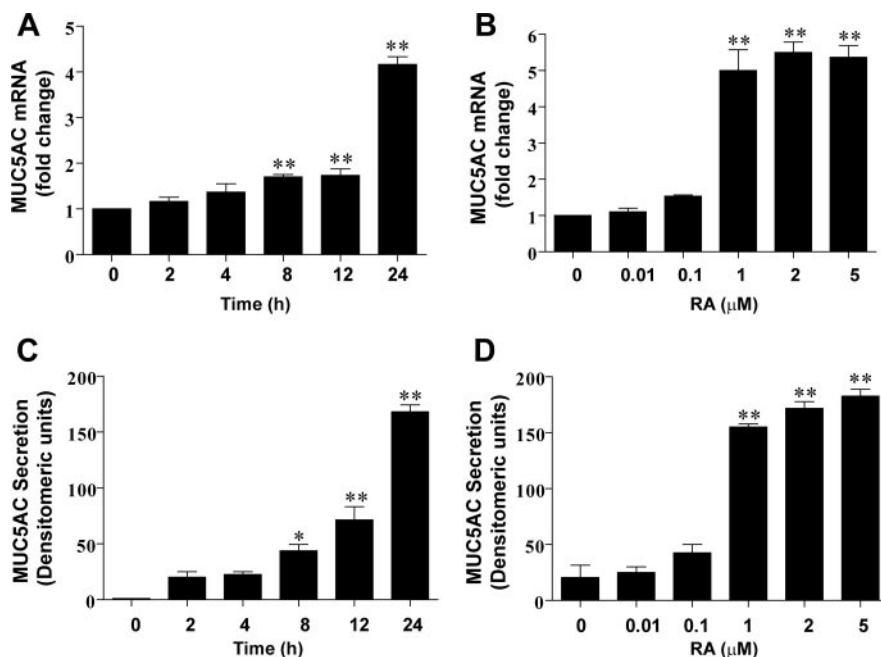 A
MUC5AC mRNA
(fold change)
5
4
3
2
1
0
**
**
**
0 2 4 8 12 24
Time (h)
B
MUC5AC mRNA
(fold change)
6
5
4
3
2
1
0
**
**
**
0 0.01 0.1 1 2 5
RA (μM)
C
MUC5AC Secretion
(Densitomeric units)
200
150
100
50
0
*
**
**
0 2 4 8 12 24
Time (h)
D
MUC5AC Secretion
(Densitomeric units)
200
150
100
50
0
**
**
**
0 0.01 0.1 1 2 5
RA (μM)